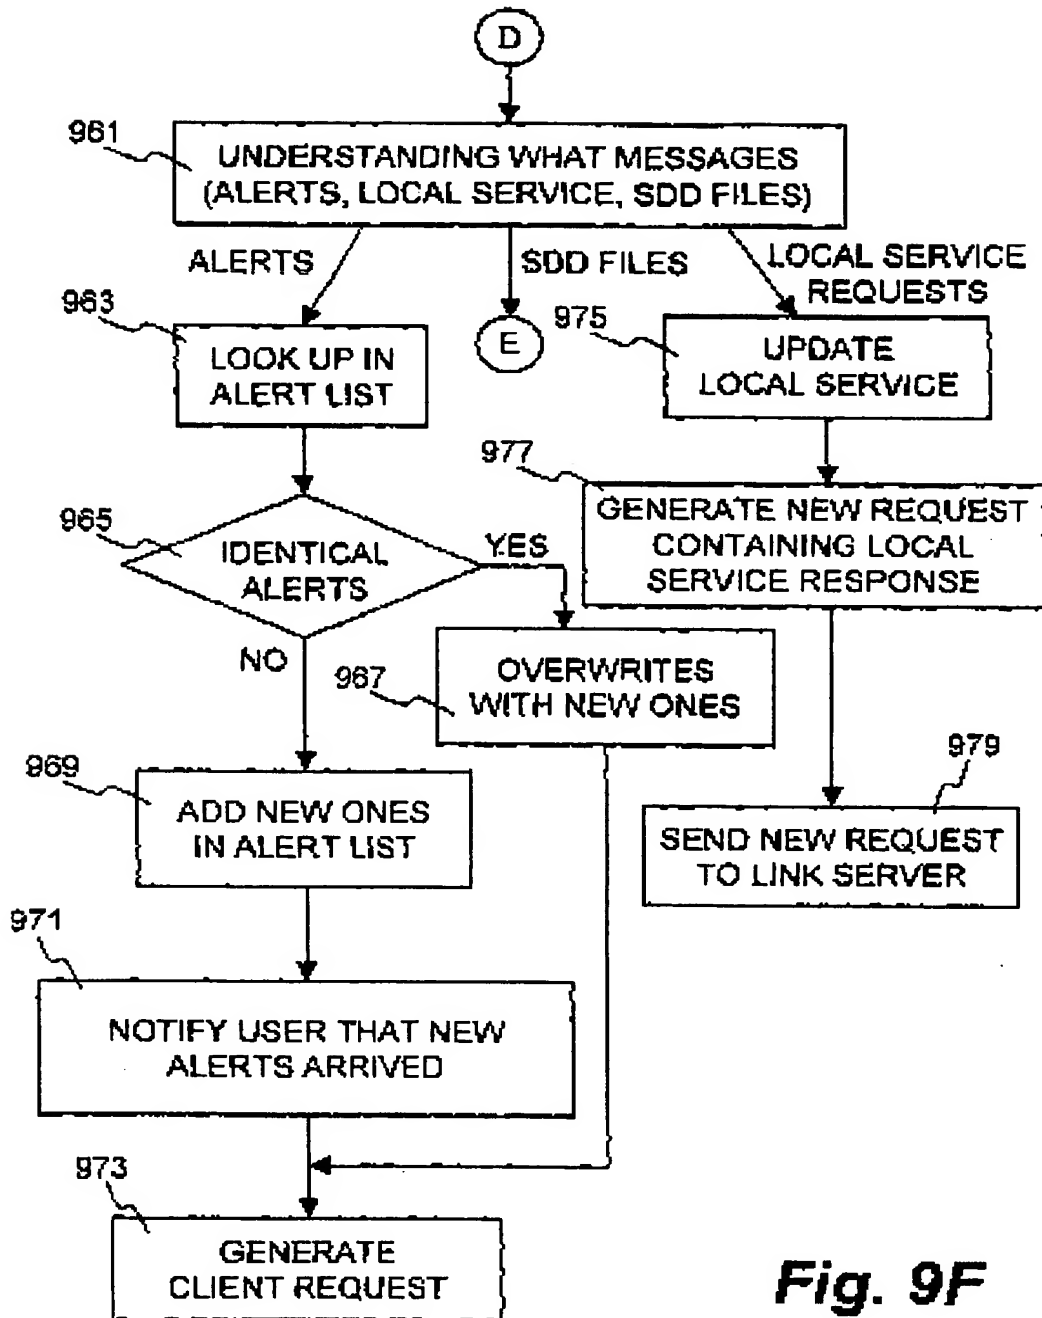 D
961
UNDERSTANDING WHAT MESSAGES
(ALERTS, LOCAL SERVICE, SDD FILES)
ALERTS
SDD FILES
LOCAL SERVICE
REQUESTS
963
LOOK UP IN
ALERT LIST
E
975
UPDATE
LOCAL SERVICE
977
GENERATE NEW REQUEST
CONTAINING LOCAL
SERVICE RESPONSE
965
IDENTICAL
ALERTS
YES
NO
967
OVERWRITES
WITH NEW ONES
969
ADD NEW ONES
IN ALERT LIST
979
SEND NEW REQUEST
TO LINK SERVER
971
NOTIFY USER THAT NEW
ALERTS ARRIVED
973
GENERATE
CLIENT REQUEST
Fig. 9F